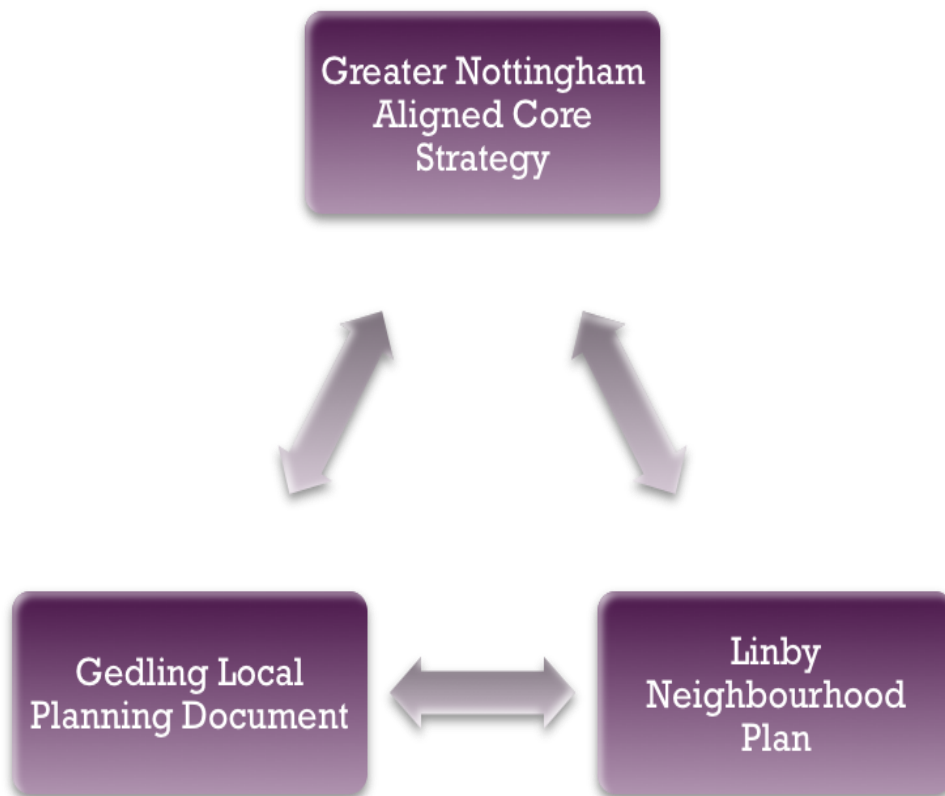 Greater Nottingham
Aligned Core
Strategy
Gedling Local
Planning Document
Linby
Neighbourhood
Plan